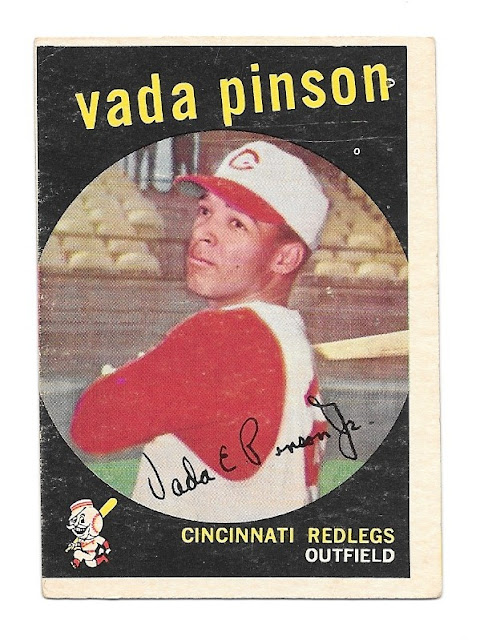 vada pinson
C
Vada E Pinson Jr.
CINCINNATI REDLEGS
OUTFIELD